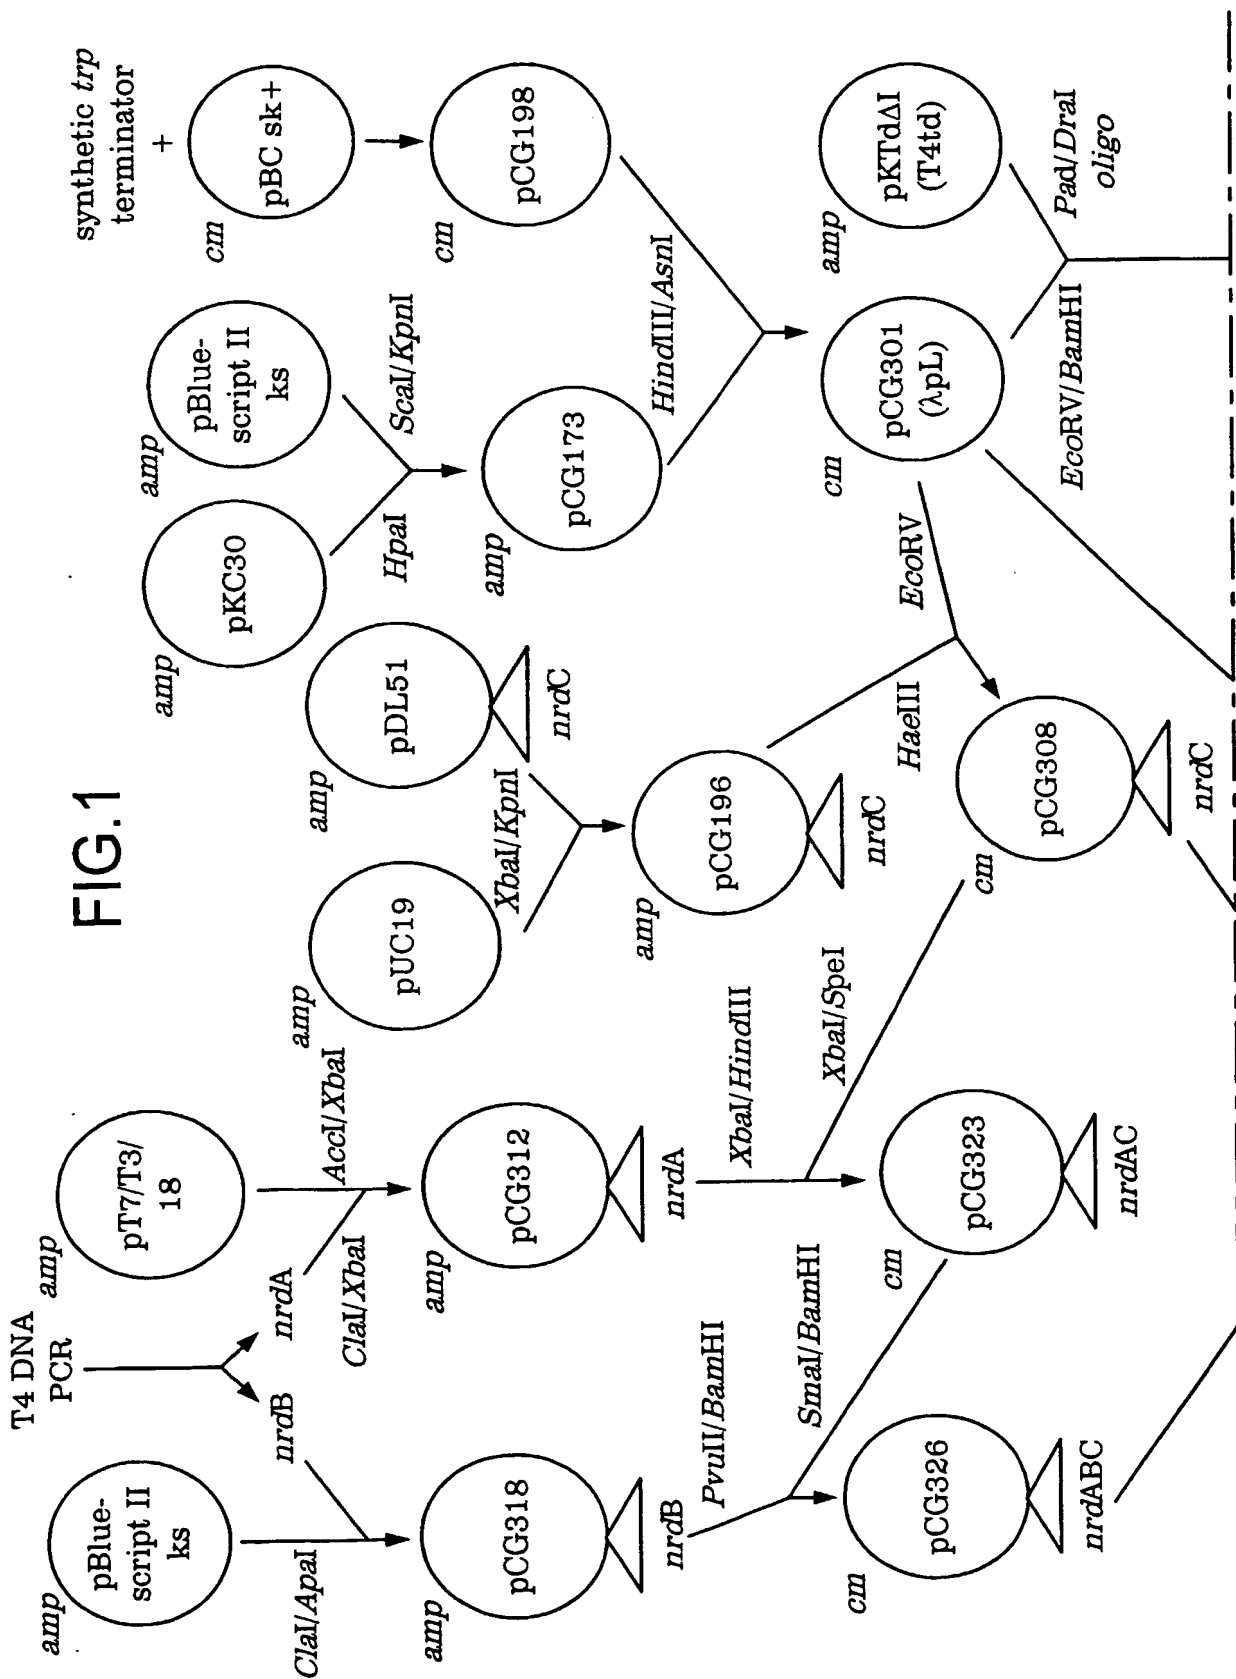 FIG.1
T4 DNA
PCR
nrdB
nrdA
amp
pBlue-
script II
ks
ClaI/ApaI
amp
pT7/T3/
18
AccI/XbaI
ClaI/XbaI
amp
pCG318
nrdB
amp
pCG312
nrdA
amp
pUC19
amp
pDL51
nrdC
XbaI/KpnI
amp
pKC30
amp
pBlue-
script II
ks
HpaI
ScaI/KpnI
synthetic trp
terminator
+
cm
pBC sk+
cm
pCG198
amp
pCG196
nrdC
amp
pCG173
HindIII/AsnI
PvuII/BamHI
SmaI/BamHI
XbaI/HindIII
XbaI/SpeI
HaeIII
EcoRV
cm
pCG326
nrdABC
cm
pCG323
nrdAC
cm
pCG308
nrdC
cm
pCG301
(λpL)
amp
pKTdΔI
(T4td)
EcoRV/BamHI
Pad/DraI
oligo